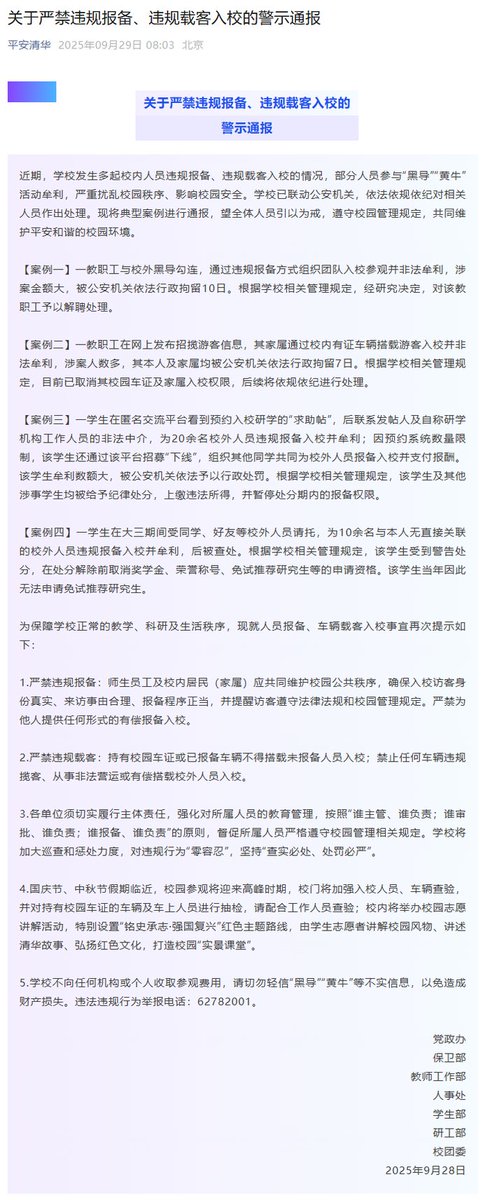 关于严禁违规报备、违规载客入校的警示通报
平安清华 2025年09月29日 08:03 北京
关于严禁违规报备、违规载客入校的
警示通报
近期，学校发生多起校内人员违规报备、违规载客入校的情况，部分人员参与“黑导”“黄牛”
活动牟利，严重扰乱校园秩序、影响校园安全。学校已联动公安机关，依法依规依纪对相关
人员作出处理。现将典型案例进行通报，望全体人员引以为戒，遵守校园管理规定，共同维
护平安和谐的校园环境。
【案例一】一教职工与校外黑导勾连，通过违规报备方式组织团队入校参观并非法牟利，涉
案金额大，被公安机关依法行政拘留10日。根据学校相关管理规定，经研究决定，对该教
职工予以解聘处理。
【案例二】一教职工在网上发布招揽游客信息，其家属通过校内有证车辆搭载游客入校并非
法牟利，涉案人数多，其本人及家属均被公安机关依法行政拘留7日。根据学校相关管理规
定，目前已取消其校园车证及家属入校权限，后续将依规依纪进行处理。
【案例三】一学生在匿名交流平台看到预约入校研学的“求助帖”，后联系发帖人及自称研学
机构工作人员的非法中介，为20余名校外人员违规报备入校并牟利；因预约系统数量限
制，该学生还通过该平台招募“下线”，组织其他同学共同为校外人员报备入校并支付报酬。
该学生牟利数额大，被公安机关依法予以行政处罚。根据学校相关管理规定，该学生及其他
涉事学生均被给予纪律处分，上缴违法所得，并暂停处分期内的报备权限。
【案例四】一学生在大三期间受同学、好友等校外人员请托，为10余名与本人无直接关联
的校外人员违规报备入校并牟利，后被查处。根据学校相关管理规定，该学生受到警告处
分，在处分解除前取消奖学金、荣誉称号、免试推荐研究生等的申请资格。该学生当年因此
无法申请免试推荐研究生。
为保障学校正常的教学、科研及生活秩序，现就人员报备、车辆载客入校事宜再次提示如
下：
1.严禁违规报备：师生员工及校内居民（家属）应共同维护校园公共秩序，确保入校访客身
份真实、来访事由合理、报备程序正当，并提醒访客遵守法律法规和校园管理规定。严禁为
他人提供任何形式的有偿报备入校。
2.严禁违规载客：持有校园车证或已报备车辆不得搭载未报备人员入校；禁止任何车辆违规
揽客、从事非法营运或有偿搭载校外人员入校。
3.各单位须切实履行主体责任，强化对所属人员的教育管理，按照“谁主管、谁负责；谁审
批、谁负责；谁报备、谁负责”的原则，督促所属人员严格遵守校园管理相关规定。学校将
加大巡查和惩处力度，对违规行为“零容忍”，坚持“查实必处、处罚必严”。
4.国庆节、中秋节假期临近，校园参观将迎来高峰时期，校门将加强入校人员、车辆查验，
并对持有校园车证的车辆及车上人员进行抽检，请配合工作人员查验；校内将举办校园志愿
讲解活动，特别设置“铭史承志·强国复兴”红色主题路线，由学生志愿者讲解校园风物、讲述
清华故事、弘扬红色文化，打造校园“实景课堂”。
5.学校不向任何机构或个人收取参观费用，请切勿轻信“黑导”“黄牛”等不实信息，以免造成
财产损失。违法违规行为举报电话：62782001。
党政办
保卫部
教师工作部
人事处
学生部
研工部
校团委
2025年9月28日